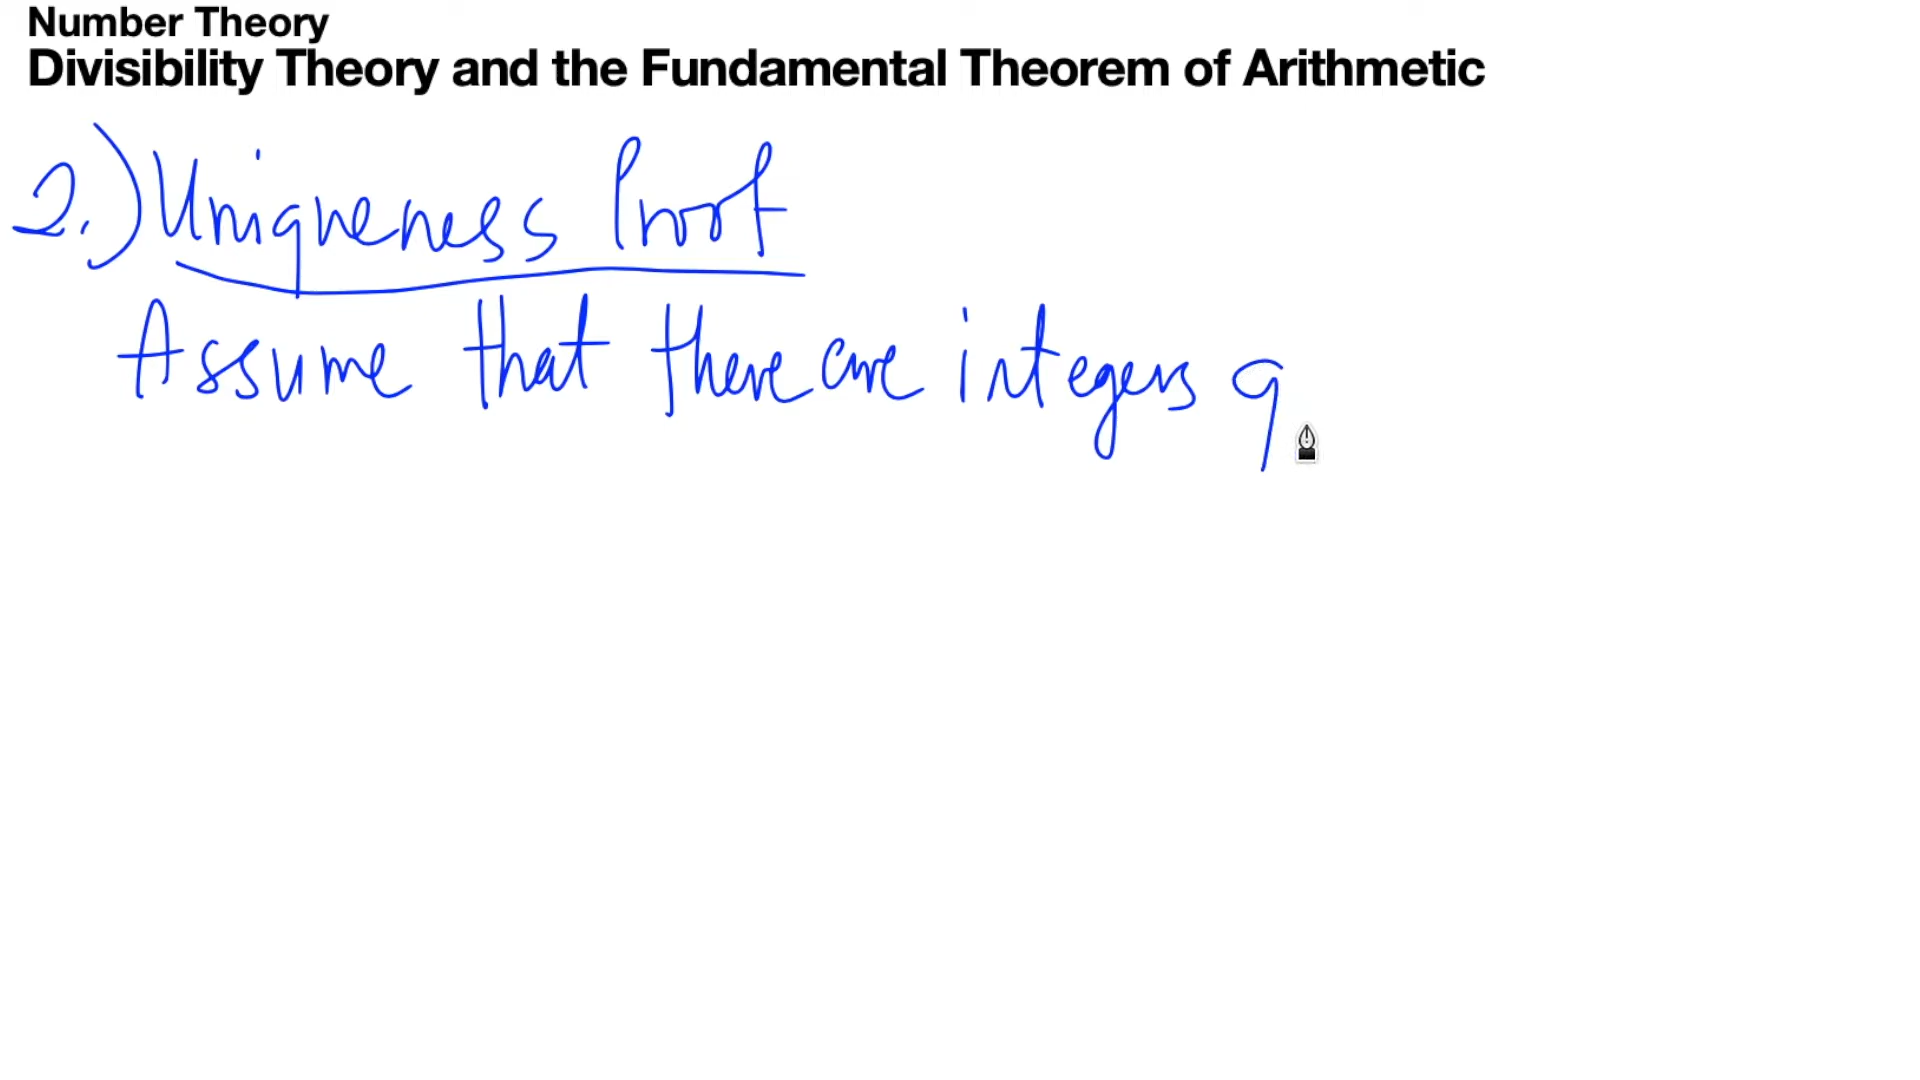 Number Theory
Divisibility Theory and the Fundamental Theorem of Arithmetic
2.) Uniqueness Proof
Assume that there are integers q